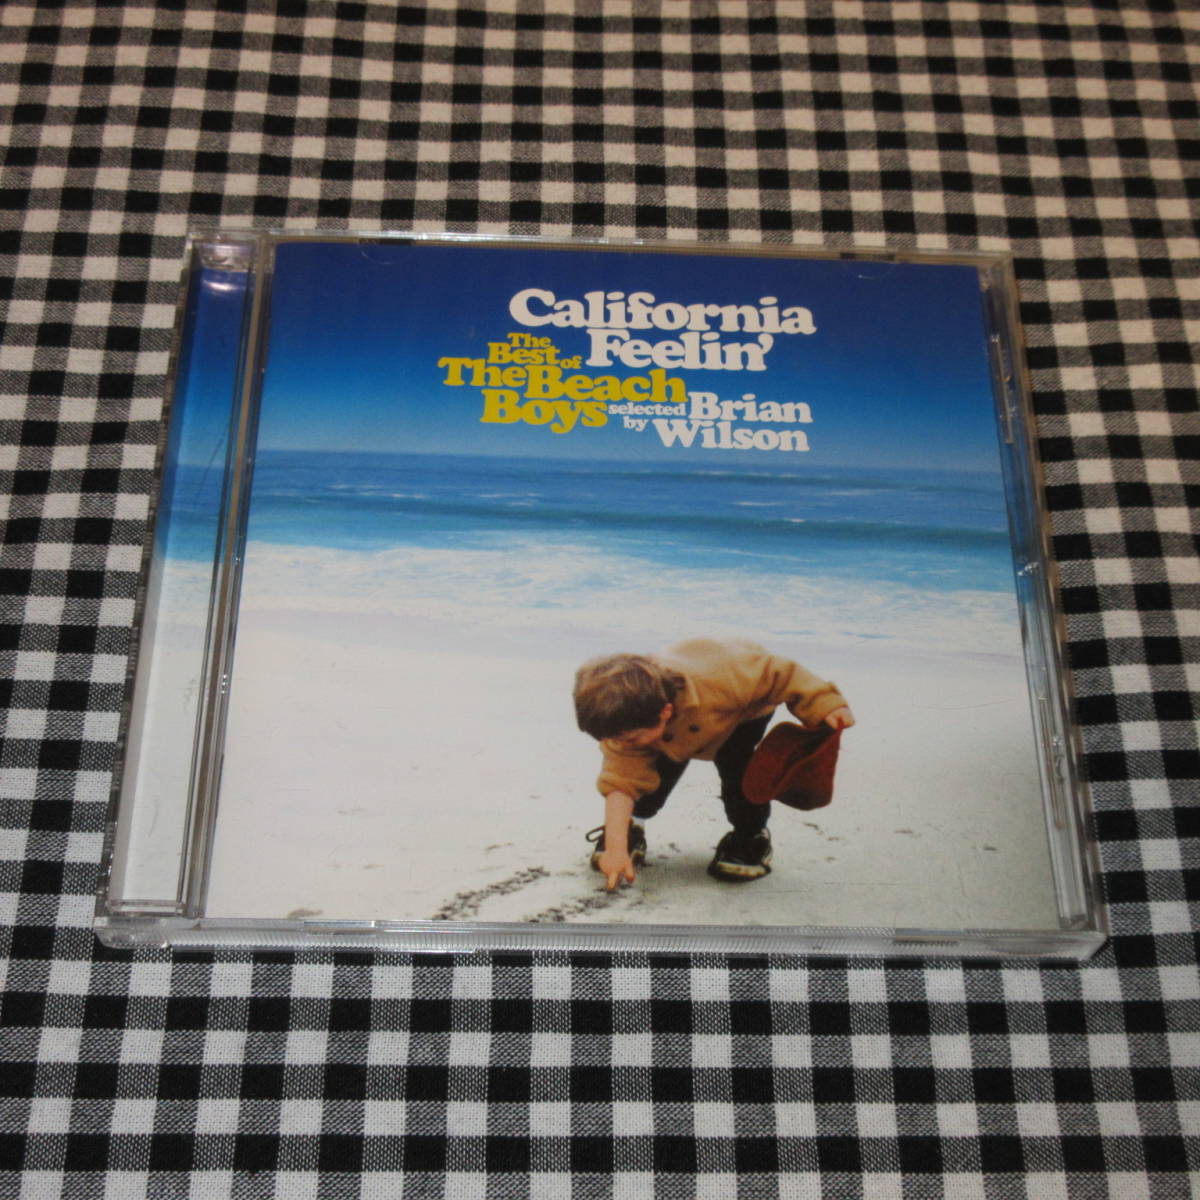 California
Feelin'
The
Best of
The Beach
Boys
selected
by
Brian
Wilson